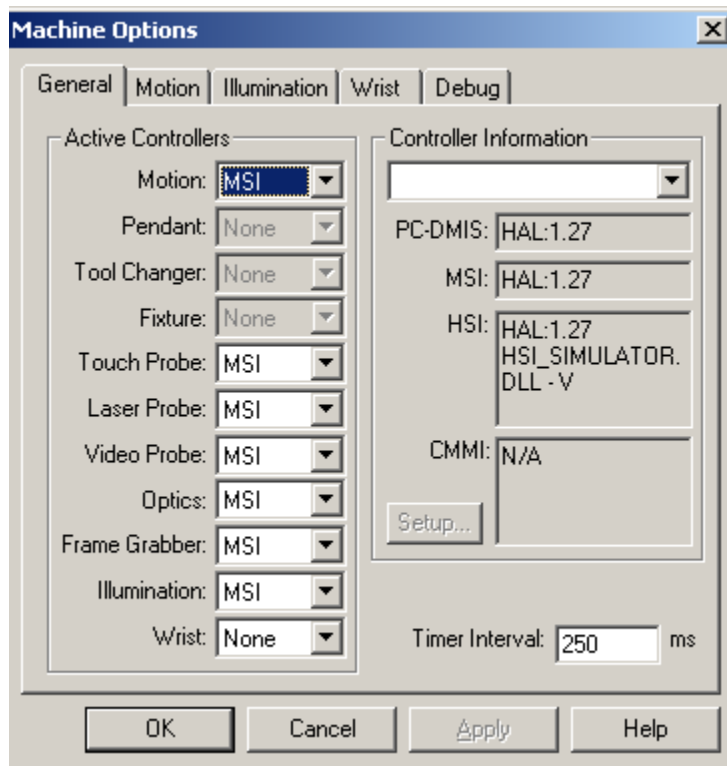 Machine Options
General Motion Illumination Wrist Debug
Active Controllers
Motion: MSI
Pendant: None
Tool Changer: None
Fixture: None
Touch Probe: MSI
Laser Probe: MSI
Video Probe: MSI
Optics: MSI
Frame Grabber: MSI
Illumination: MSI
Wrist: None
Controller Information
PC-DMIS: HAL:1.27
MSI: HAL:1.27
HSI: HAL:1.27
HSI_SIMULATOR.
DLL - V
CMMI: N/A
Setup...
Timer Interval: 250 ms
OK Cancel Apply Help